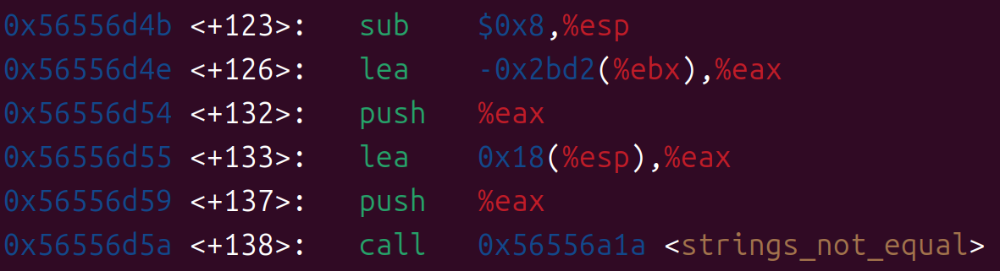 0x56556d4b <+123>: sub $0x8,%esp
0x56556d4e <+126>: lea -0x2bd2(%ebx),%eax
0x56556d54 <+132>: push %eax
0x56556d55 <+133>: lea 0x18(%esp),%eax
0x56556d59 <+137>: push %eax
0x56556d5a <+138>: call 0x56556a1a <strings_not_equal>